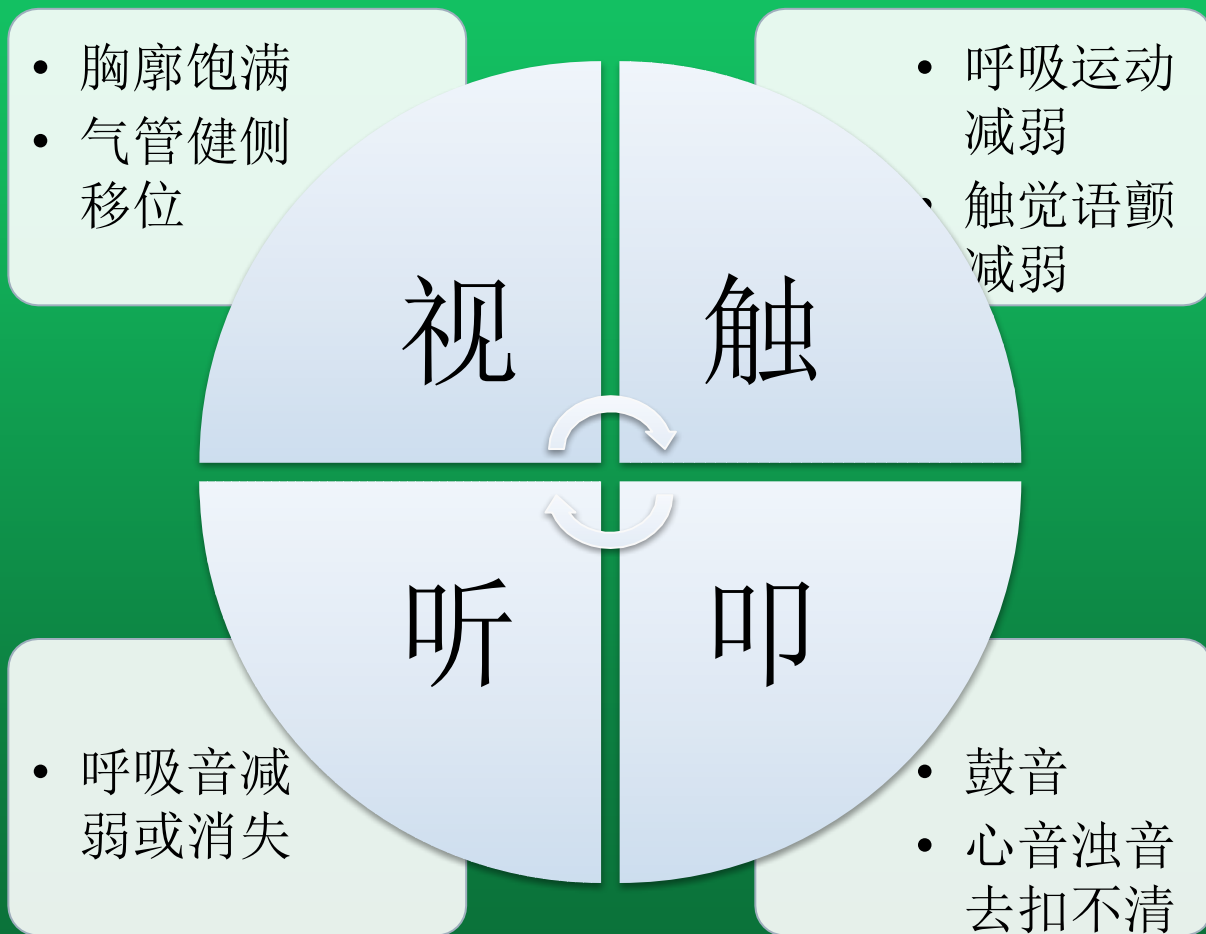 • 胸廓饱满
• 气管健侧
移位
• 呼吸运动
减弱
• 触觉语颤
减弱
视
触
听
叩
• 呼吸音减
弱或消失
• 鼓音
• 心音浊音
去扣不清